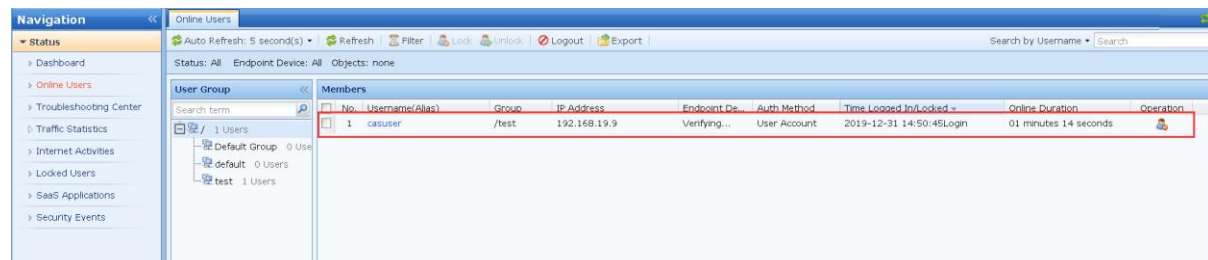 Navigation «
Online Users
Status
Auto Refresh: 5 second(s) Refresh Filter Lock Unlock Logout Export Search by Username Search
Dashboard
Status: All Endpoint Device: All Objects: none
Online Users
User Group « Members
Troubleshooting Center
Search term No. Username(Alias) Group IP Address Endpoint De... Auth Method Time Logged In/Locked Online Duration Operation
Traffic Statistics
/ 1 Users 1 casuser /test 192.168.19.9 Verifying... User Account 2019-12-31 14:50:45Login 01 minutes 14 seconds
Internet Activities
Default Group 0 Use
Locked Users
default 0 Users
SaaS Applications
test 1 Users
Security Events